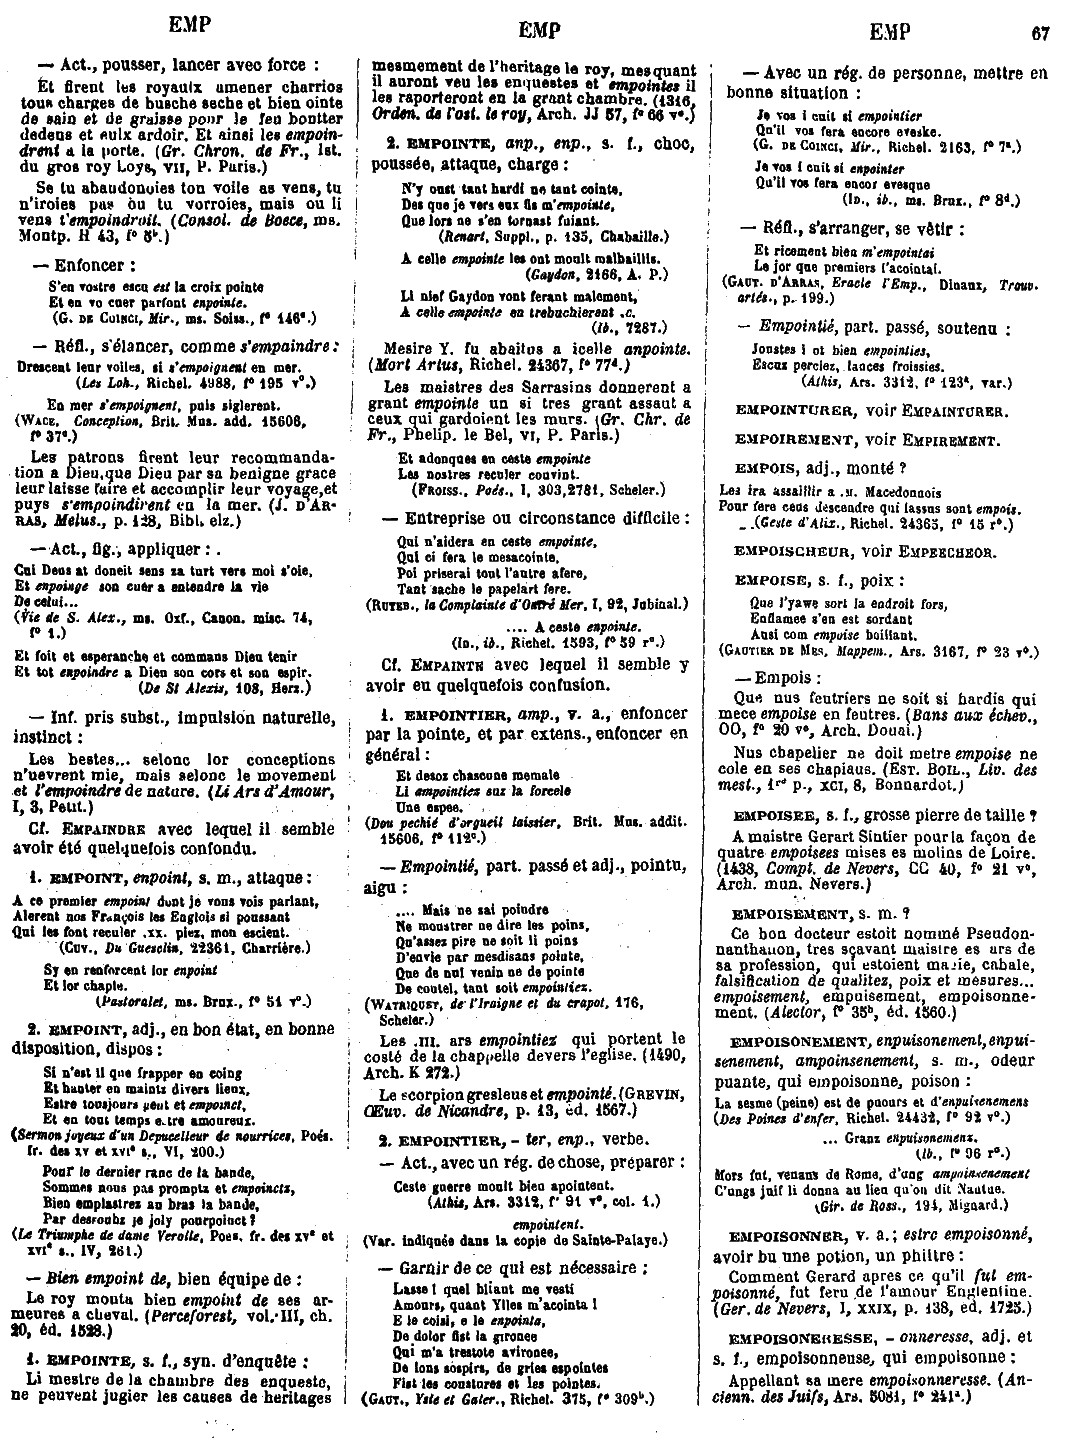 EMP
EMP
EMP
67
— Act., pousser, lancer avec force :
Et firent les royaulx amener charrios
tous charges de busche seche et bien ointe
de sain et de graisse pour le feu boutter
dedens et eulx ardoir. Et ainsi les empoin-
drent a la porte. (Gr. Chron. de Fr., Ist.
du gros roy Loys, VII, P. Paris.)
Se tu abandonoies ton voile as vens, tu
n'iroies pas ou tu vorroies, mais ou li
vens t'empoindroit. (Consol. de Boece, ms.
Montp. H 43, f° 5b.)
— Enfoncer :
S'en vostre escu est la croix pointe
Et en vo cuer parfont enpointe.
(G. DE COINCI, Mir., ms. Soiss., f° 146e.)
— Réfl., s'élancer, comme s'empaindre :
Drescent leur voiles, si s'empoignent en mer.
(Les Loh., Richel. 4988, f° 195 v°.)
En mer s'empoignent, puis siglerent.
(WACE, Conception, Brit. Mus. add. 15606,
f° 37e.)
Les patrons firent leur recommanda-
tion a Dieu, que Dieu par sa benigne grace
leur laisse faire et accomplir leur voyage, et
puys s'empoindirent en la mer. (J. D'AR-
RAS, Melus., p. 128, Bibl. elz.)
— Act., fig., appliquer :
Cui Deus at doneit sens za turt vers moi s'oie,
Et enpoinge son cuer a entendre la vie
De celui...
(Vie de S. Alex., ms. Oxf., Canon. misc. 74,
f° 1.)
Et foit et esperanche et commans Dieu tenir
Et tot enpoindre a Dieu son cors et son espir.
(De St Alexis, 108, Herz.)
— Inf. pris subst., impulsion naturelle,
instinct :
Les bestes... selonc lor conceptions
n'uevrent mie, mais selonc le movement
et l'empoindre de nature. (Li Ars d'Amour,
I, 3, Petit.)
Cf. EMPAINDRE avec lequel il semble
avoir été quelquefois confondu.
1. EMPOINT, enpoint, s. m., attaque :
A ce premier empoint dont je vous vois parlant,
Alerent nos François les Englois si poussant
Qui les font reculer .xx. piez, mon escient.
(CUV., Du Guesclin, 22361, Charrière.)
Sy en renforcent lor enpoint
Et lor chaple.
(Pastoralet, ms. Brux., f° 51 v°.)
2. EMPOINT, adj., en bon état, en bonne
disposition, dispos :
Si n'est il que frapper en coing
Et hanter en maintz divers lieux,
Estre tousjours peut et empoinct,
Et en tout temps estre amoureux.
(Sermon joyeux d'un Depucelleur de nourrices, Poés.
fr. des xv et xvie s., VI, 200.)
Pour le dernier ranc de la bande,
Sommes nous pas promptz et empoinctz,
Bien emplastrez au bras la bande,
Par dessoubz je joly pourpoinct ?
(Le Triumphe de dame Verolle, Poes. fr. des xve et
xvie s., IV, 261.)
— Bien empoint de, bien équipe de :
Le roy monta bien empoint de ses ar-
meures a cheval. (Perceforest, vol. III, ch.
20, éd. 1528.)
1. EMPOINTE, s. f., syn. d'enquête :
Li mestre de la chambre des enqueste,
ne peuvent jugier les causes de heritages
mesmement de l'heritage le roy, mesquant
il auront veu les enquestes et empointes il
les raporteront en la grant chambre. (1316,
Orden. de l'ost. le roy, Arch. JJ 57, f° 66 v°.)
2. EMPOINTE, anp., enp., s. f., choc,
poussée, attaque, charge :
N'y oust tant hardi ne tant cointe,
Des que je vers eux fis m'empointe,
Que lors ne s'en tornast fuiant.
(Renart, Suppl., p. 135, Chabaille.)
A celle empointe les ont moult malbaillis.
(Gaydon, 2166, A. P.)
Li nief Gaydon vont ferant malement,
A celle empointe en trebuchierent .c.
(Ib., 7287.)
Mesire Y. fu abaitus a icelle anpointe.
(Mort Artus, Richel. 24367, f° 77d.)
Les maistres des Sarrasins donnerent a
grant empointe un si tres grant assaut a
ceux qui gardoient les murs. (Gr. Chr. de
Fr., Phelip. le Bel, VI, P. Paris.)
Et adonques en ceste empointe
Les nostres reculer convint.
(FROISS., Poés., I, 303, 2781, Scheler.)
— Entreprise ou circonstance difficile :
Qui n'aidera en ceste empointe,
Qui ci fera le mesacointe,
Poi priserai tout l'autre afere,
Tant sache le papelart fere.
(RUTEB., la Complainte d'Outre Mer, I, 92, Jubinal.)
.... A ceste enpointe.
(ID., ib., Richel. 1593, f° 59 r°.)
Cf. EMPAINTE avec lequel il semble y
avoir eu quelquefois confusion.
1. EMPOINTIER, amp., v. a., enfoncer
par la pointe, et par extens., enfoncer en
général :
Et desoz chascune memale
Li ampointies suz la forcele
Une espee.
(Dou pechié d'orgueil laissier, Brit. Mus. addit.
15606, f° 112c.)
— Empointié, part. passé et adj., pointu,
aigu :
.... Mais ne sai poindre
Ne monstrer ne dire les poins,
Qu'assez pire ne soit li poins
D'envie par mesdisans pointe,
Que de nul venin ne de pointe
De coutel, tant soit empointiez.
(WATRIQUET, de l'Iraigne et du crapot, 176,
Scheler.)
Les .III. ars empointiez qui portent le
costé de la chappelle devers l'eglise. (1490,
Arch. K 272.)
Le scorpion gresleus et empointé. (GREVIN,
Œuv. de Nicandre, p. 13, éd. 1567.)
2. EMPOINTIER, - ter, enp., verbe.
— Act., avec un rég. de chose, préparer :
Ceste guerre moult bien apointent.
(Athis, Ars. 3312, f° 91 v°, col. 1.)
empointent.
(Var. indiquée dans la copie de Sainte-Palaye.)
— Garnir de ce qui est nécessaire :
Lasse ! quel bliaut me vesti
Amours, quant Ylles m'acointa !
E le coisi, e le enpointa,
De dolor fist la gironee
Qui m'a trestote avironee,
De lons sospirs, de gries espointes
Fist les coustures et les pointes.
(GAUT., Ysle et Galer., Richel. 375, f° 309b.)
— Avec un rég. de personne, mettre en
bonne situation :
Je vos i cuit si empointier
Qu'il vos fera encore eveske.
(G. DE COINCI, Mir., Richel. 2163, f° 7a.)
Je vos i cuit si enpointer
Qu'il vos fera encor evesque
(ID., ib., ms. Brux., f° 8d.)
— Réfl., s'arranger, se vêtir :
Et ricement bien m'empointai
Le jor que premiers l'acointai.
(GAUT. D'ARRAS, Eracle l'Emp., Dinaux, Trouv.
artés., p. 199.)
— Empointié, part. passé, soutenu :
Joustes i ot bien empointies,
Escus perciez, lances froissies.
(Athis, Ars. 3312, f° 123a, var.)
EMPOINTURER, voir EMPAINTURER.
EMPOIREMENT, voir EMPIREMENT.
EMPOIS, adj., monté ?
Les ira assaillir a .M. Macedonnois
Pour fere ceus descendre qui lassus sont empois.
(Geste d'Alix., Richel. 24365, f° 15 r°.)
EMPOISCHEUR, voir EMPEECHEOR.
EMPOISE, s. f., poix :
Que l'yawe sort la endroit fors,
Enflamee s'en est sordant
Ausi com empoise boillant.
(GAUTIER DE MES, Mappem., Ars. 3167, f° 23 v°.)
— Empois :
Que nus feutriers ne soit si hardis qui
mece empoise en feutres. (Bans aux échev.,
OO, f° 20 v°, Arch. Douai.)
Nus chapelier ne doit metre empoise ne
cole en ses chapiaus. (EST. BOIL., Liv. des
mest., 1re p., XCI, 8, Bonnardot.)
EMPOISEE, s. f., grosse pierre de taille ?
A maistre Gerart Sintier pour la façon de
quatre empoisees mises es molins de Loire.
(1438, Compt. de Nevers, CC 40, f° 21 v°,
Arch. mun. Nevers.)
EMPOISEMENT, s. m. ?
Ce bon docteur estoit nommé Pseudon-
nanthanon, tres sçavant maistre es ars de
sa profession, qui estoient magie, cabale,
falsification de qualitez, poix et mesures...
empoisement, empuisement, empoisonne-
ment. (Alector, f° 35b, éd. 1560.)
EMPOISONEMENT, enpuisonement, enpui-
senement, ampoinsenement, s. m., odeur
puante, qui empoisonne, poison :
La sesme (peine) est de puours et d'enpuisenemens
(Des Poines d'enfer, Richel. 24432, f° 92 v°.)
... Granz enpuisonemenz.
(Ib., f° 96 r°.)
Mors fut, venans de Rome, d'ung ampoinsenement
C'ungs juif li donna au lieu qu'on dit Nautue.
(Gir. de Ross., 194, Mignard.)
EMPOISONNER, v. a. ; estre empoisonné,
avoir bu une potion, un philtre :
Comment Gerard apres ce qu'il fut em-
poisonné, fut feru de l'amour Englentine.
(Ger. de Nevers, I, XXIX, p. 138, éd. 1725.)
EMPOISONERESSE, - onneresse, adj. et
s. f., empoisonneuse, qui empoisonne :
Appellant sa mere empoisonneresse. (An-
cienn. des Juifs, Ars. 5081, f° 241a.)